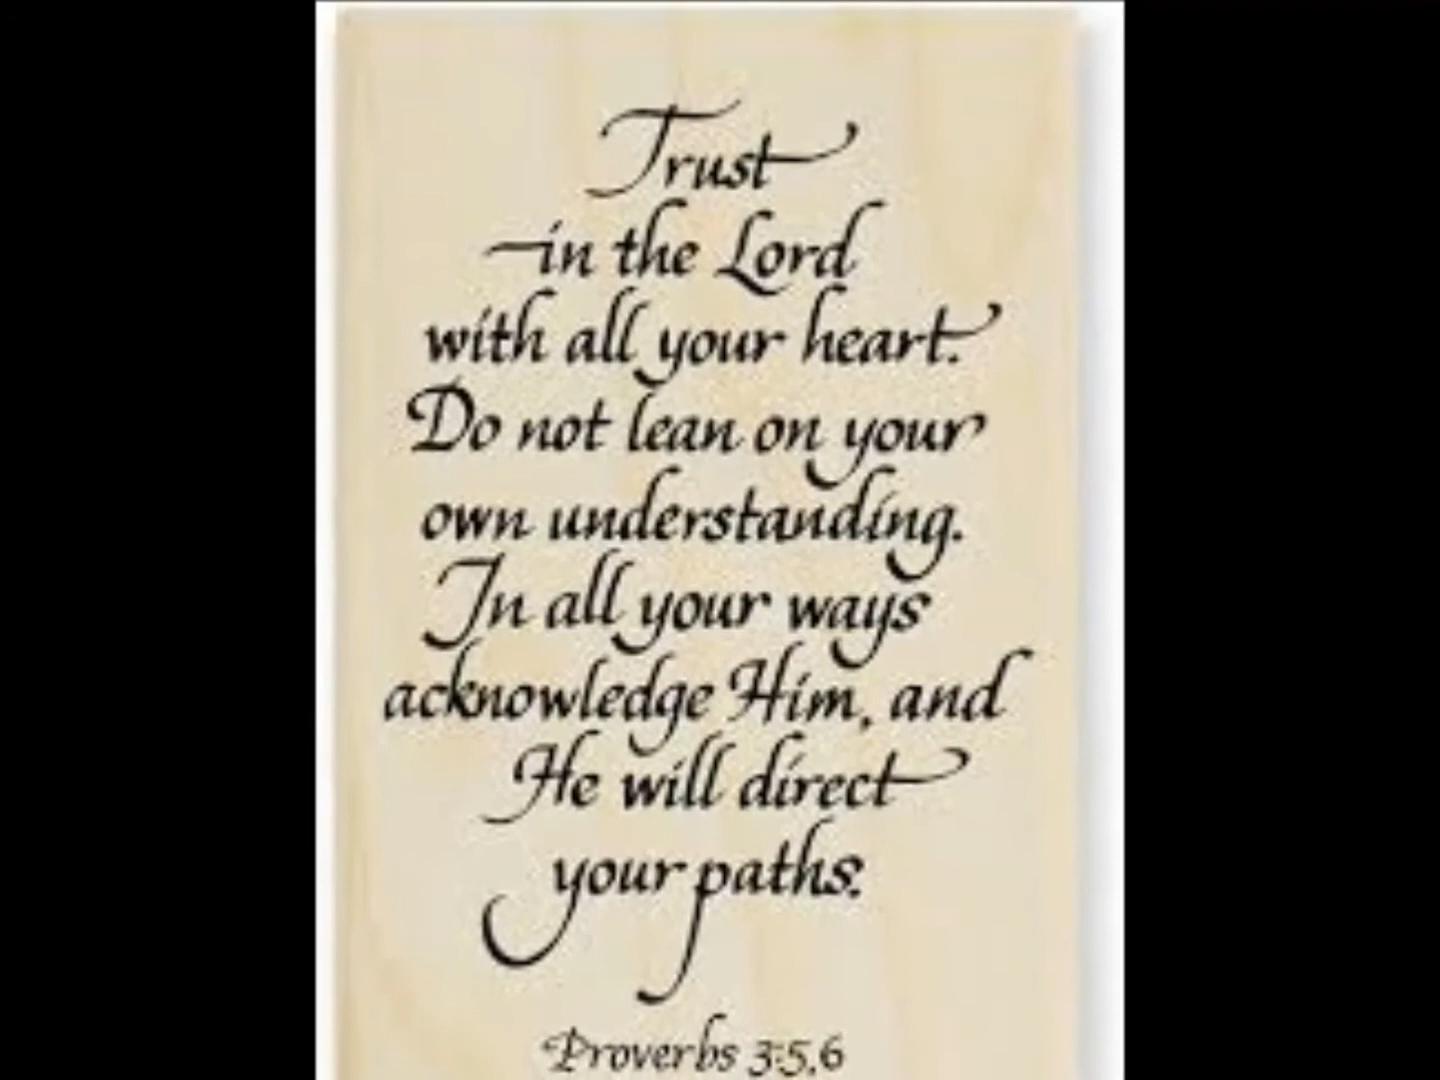 Trust
in the Lord
with all your heart.
Do not lean on your
own understanding.
In all your ways
acknowledge Him, and
He will direct
your paths.
Proverbs 3:5,6